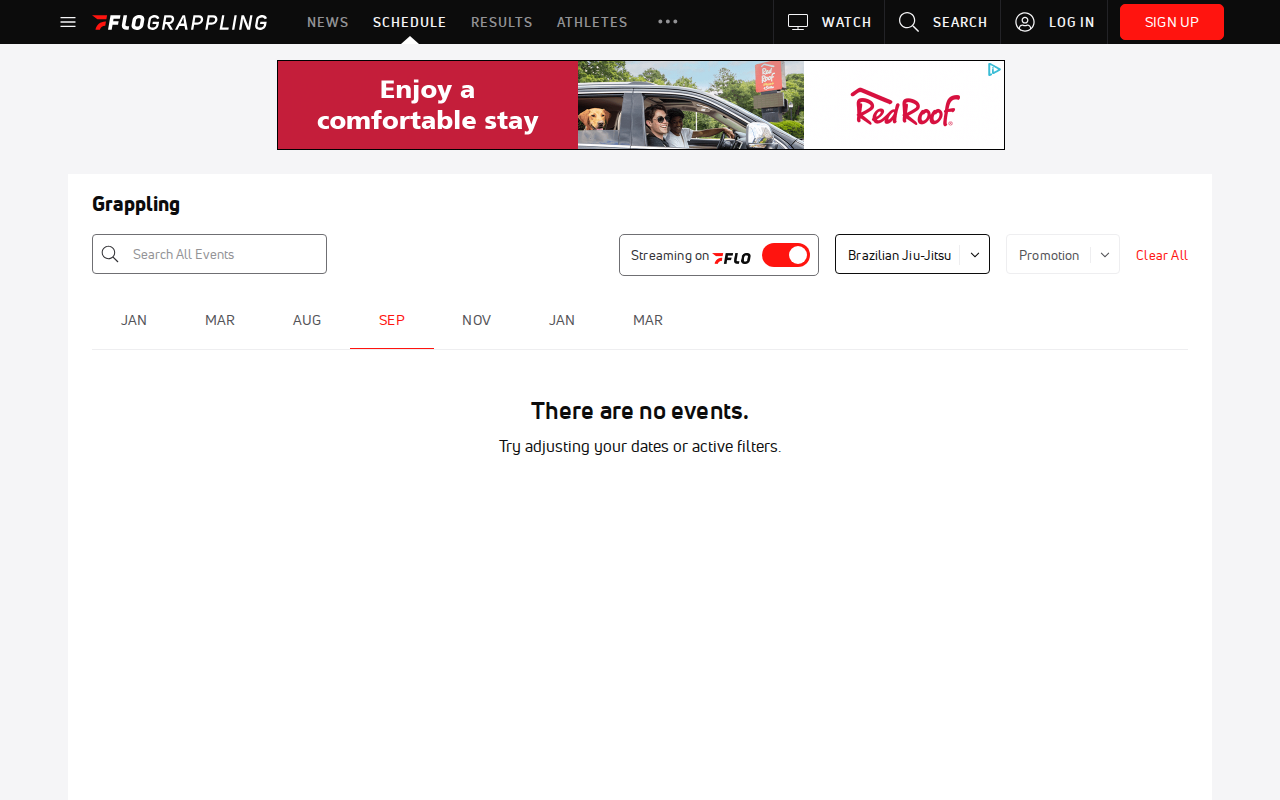 FLOGRAPPLING NEWS SCHEDULE RESULTS ATHLETES WATCH SEARCH LOG IN SIGN UP
Enjoy a
comfortable stay
Red Roof
Grappling
Search All Events Streaming on FLO Brazilian Jiu-Jitsu Promotion Clear All
JAN MAR AUG SEP NOV JAN MAR
There are no events.
Try adjusting your dates or active filters.